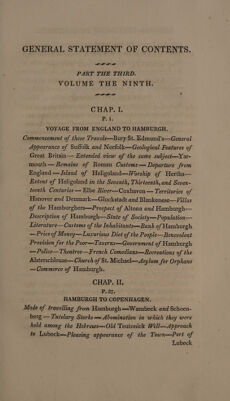 GENERAL STATEMENT OF CONTENTS.
PART THE THIRD.
VOLUME THE NINTH.
CHAP. I.
P. 1.
VOYAGE FROM ENGLAND TO HAMBURGH.
Commencement of these Travels—Bury St. Edmund's—General
Appearance of Suffolk and Norfolk—Geological Features of
Great Britain — Extended view of the same subject—Yar-
mouth — Remains of Roman Customs — Departure from
England — Island of Heligoland—Worship of Hertha—
Extent of Heligoland in the Seventh, Thirteenth, and Seven-
teenth Centuries — Elbe River—Cuxhaven — Territories of
Hanover and Denmark—Gluckstadt and Blankenese—Villas
of the Hamburghers—Prospect of Altona and Hamburgh—
Description of Hamburgh—State of Society—Population—
Literature—Customs of the Inhabitants—Bank of Hamburgh
—Price of Money—Luxurious Diet of the People—Benevolent
Provision for the Poor—Taverns—Government of Hamburgh
—Police—Theatres—French Comedians—Recreations of the
Alsterschleuse—Church of St. Michael—Asylum for Orphans
—Commerce of Hamburgh.
CHAP. II.
P. 27.
HAMBURGH TO COPENHAGEN.
Mode of travelling from Hamburgh—Wansbeck and Schoen-
berg — Tutelary Storks — Abomination in which they were
held among the Hebrews—Old Teutonick Well—Approach
to Lubeck—Pleasing appearance of the Town—Port of
Lubeck